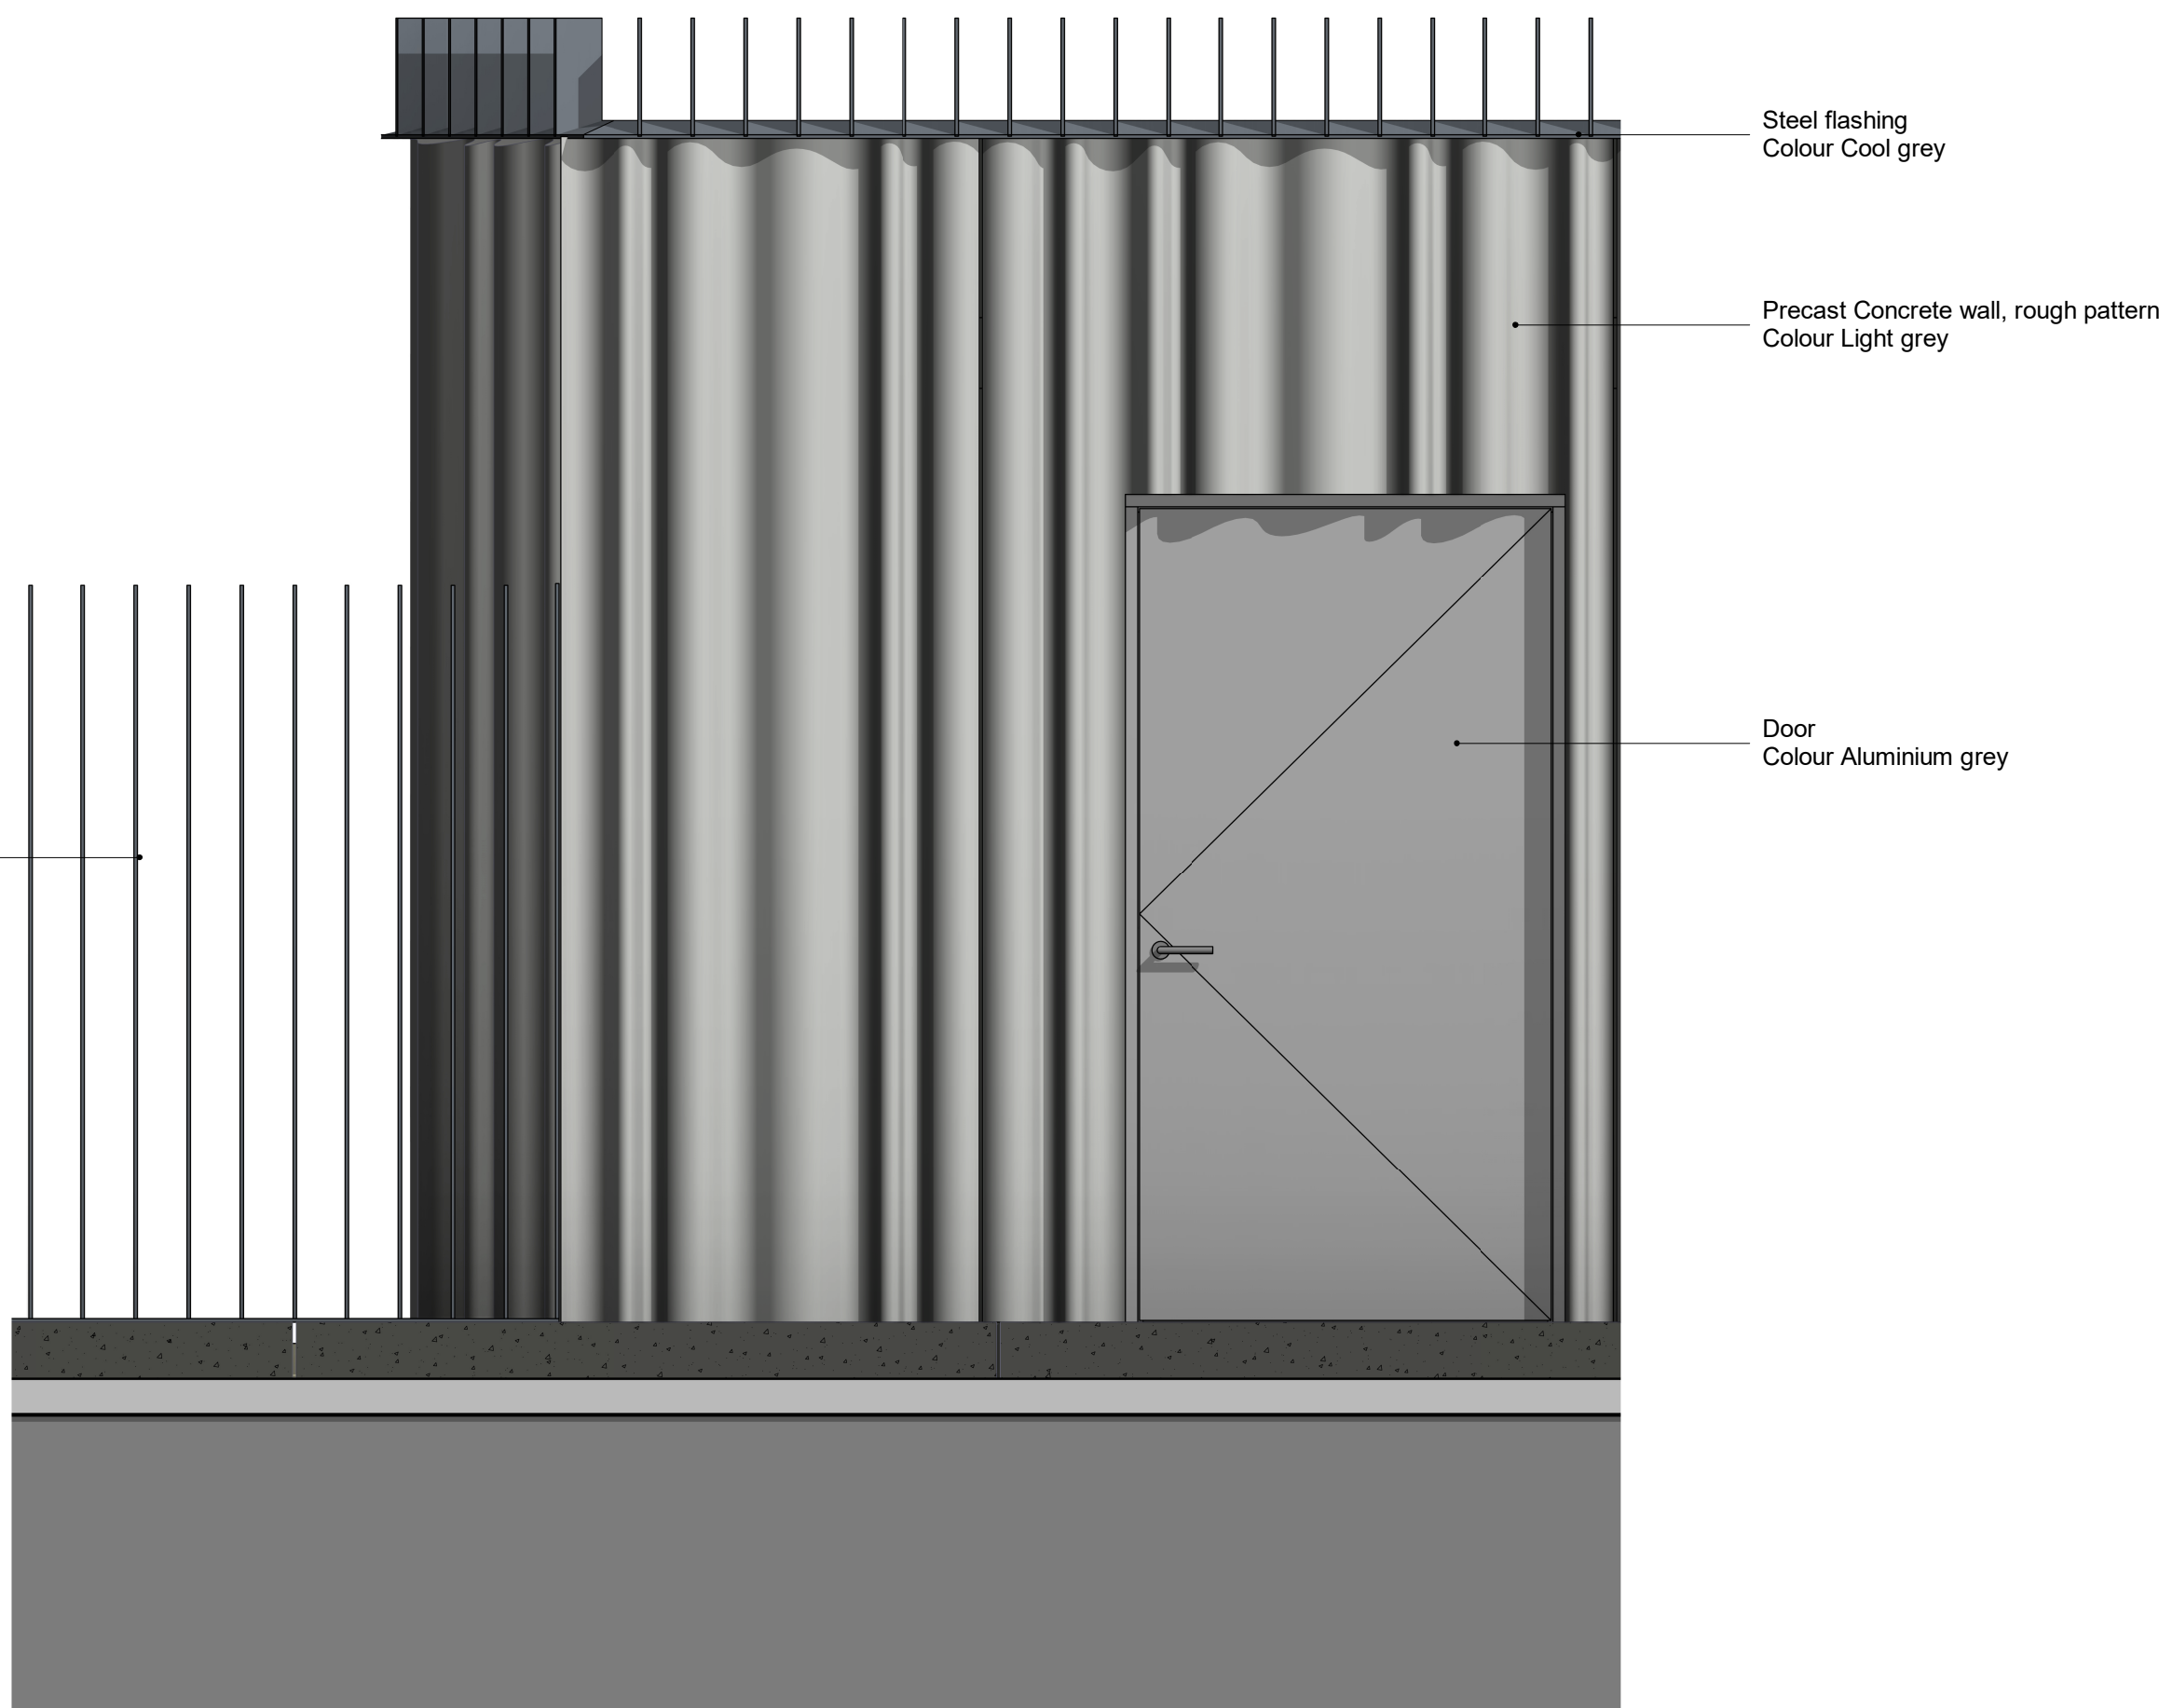 Steel flashing
Colour Cool grey
Precast Concrete wall, rough pattern
Colour Light grey
Door
Colour Aluminium grey